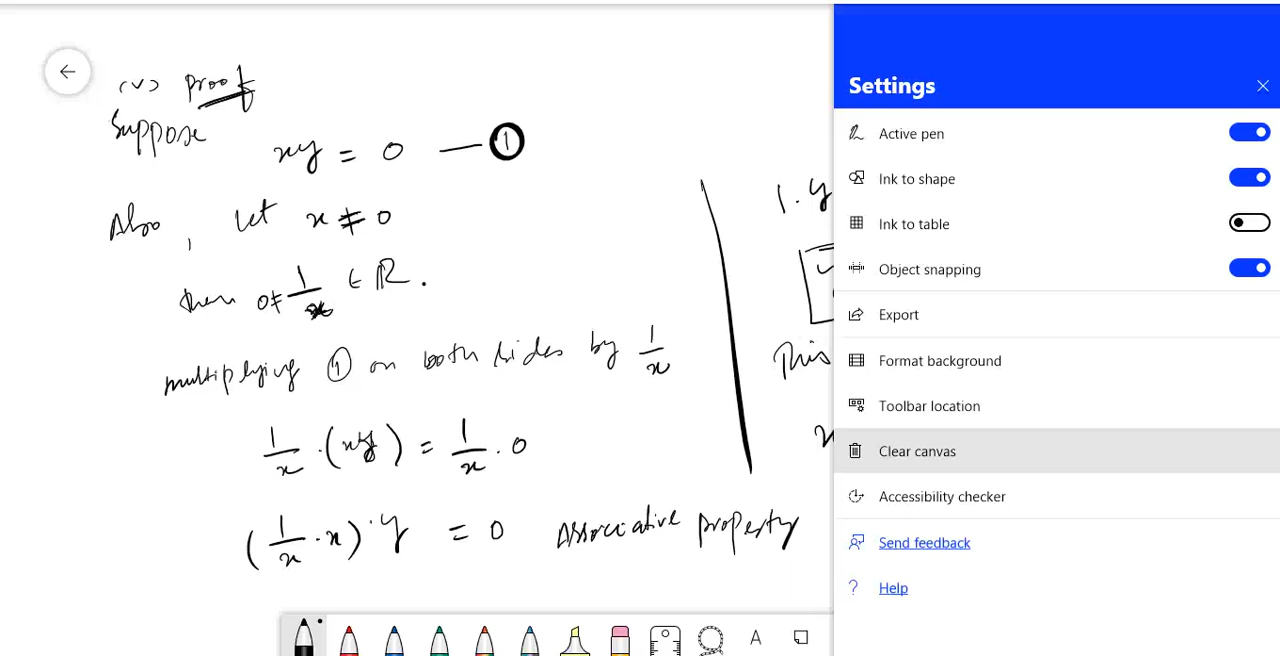 (v) Proof
Suppose
xy = 0 — ①
Also, Let x ≠ 0
then 0 ≠ 1/x ∈ ℝ.
multiplying ① on both sides by 1/x
1/x · (xy) = 1/x · 0
(1/x · x) · y = 0 Associative property
1. y
This
x
Settings
Active pen
Ink to shape
Ink to table
Object snapping
Export
Format background
Toolbar location
Clear canvas
Accessibility checker
Send feedback
? Help
A